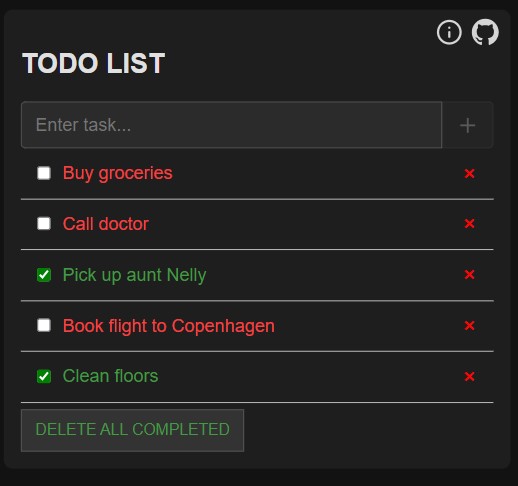 TODO LIST
Enter task...
Buy groceries
Call doctor
Pick up aunt Nelly
Book flight to Copenhagen
Clean floors
DELETE ALL COMPLETED